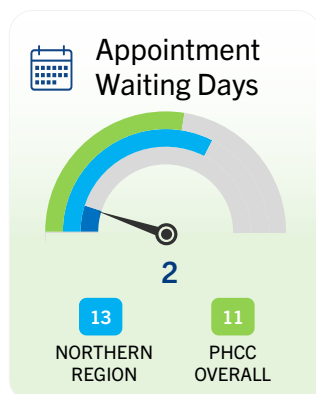 Appointment
Waiting Days
2
13
11
NORTHERN
REGION
PHCC
OVERALL